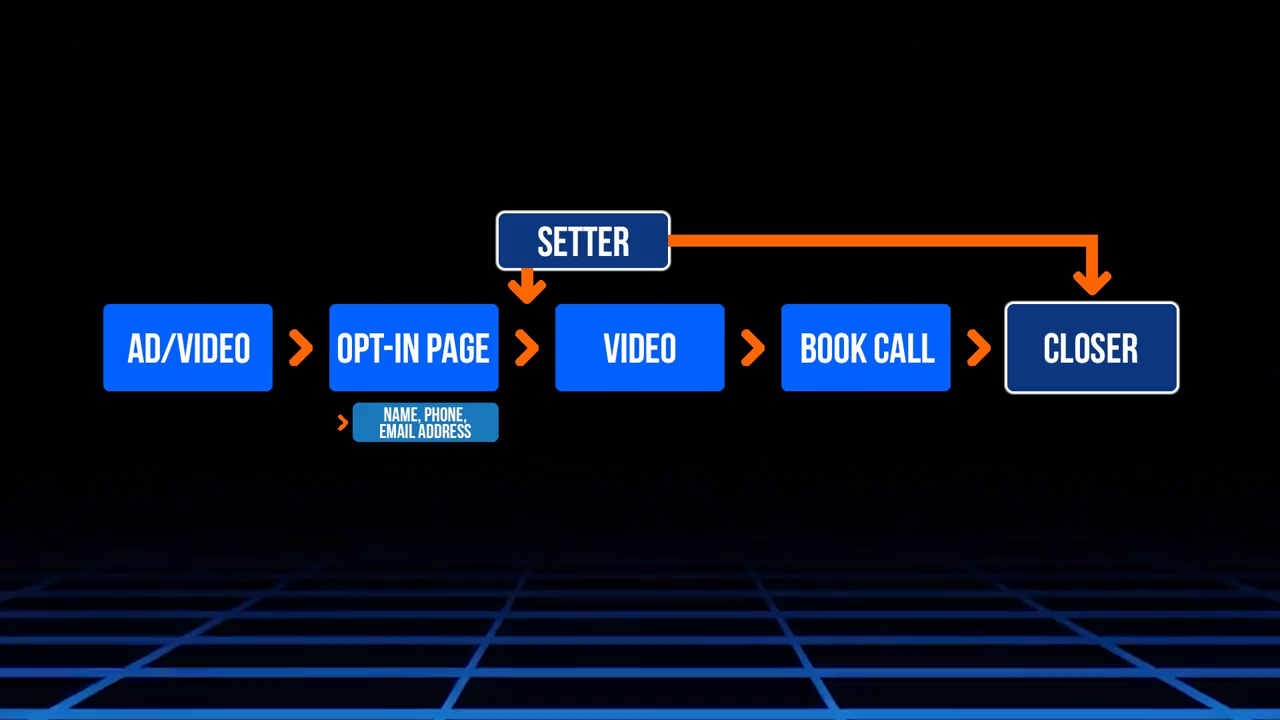 SETTER
AD/VIDEO
OPT-IN PAGE
VIDEO
BOOK CALL
CLOSER
NAME, PHONE,
EMAIL ADDRESS